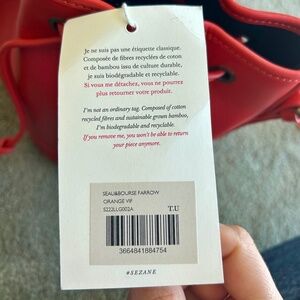 Je ne suis pas une étiquette classique.
Composée de fibres recyclées de coton
et de bambou issu de culture durable,
je suis biodégradable et recyclable.
Si vous me détachez, vous ne pourrez
plus retourner votre produit.
I'm not an ordinary tag. Composed of cotton
recycled fibres and sustainable grown bamboo,
I'm biodegradable and recyclable.
If you remove me, you won't be able to return
your piece anymore.
SEAU&BOURSE FARROW
ORANGE VIF
S222LLG002A
T.U
3664841884754
#SEZANE